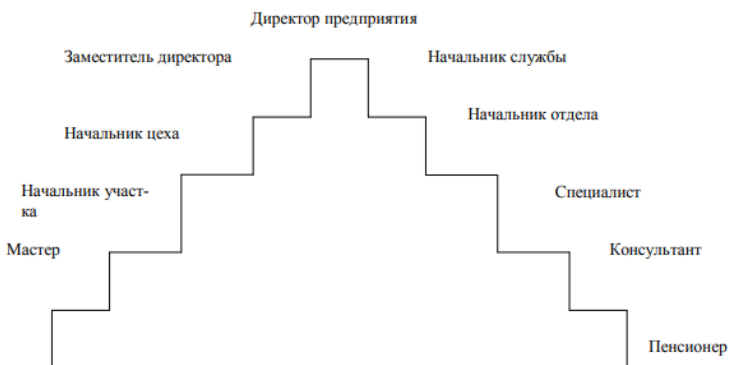 Директор предприятия
Заместитель директора
Начальник службы
Начальник отдела
Начальник цеха
Начальник участ-
ка
Специалист
Мастер
Консультант
Пенсионер